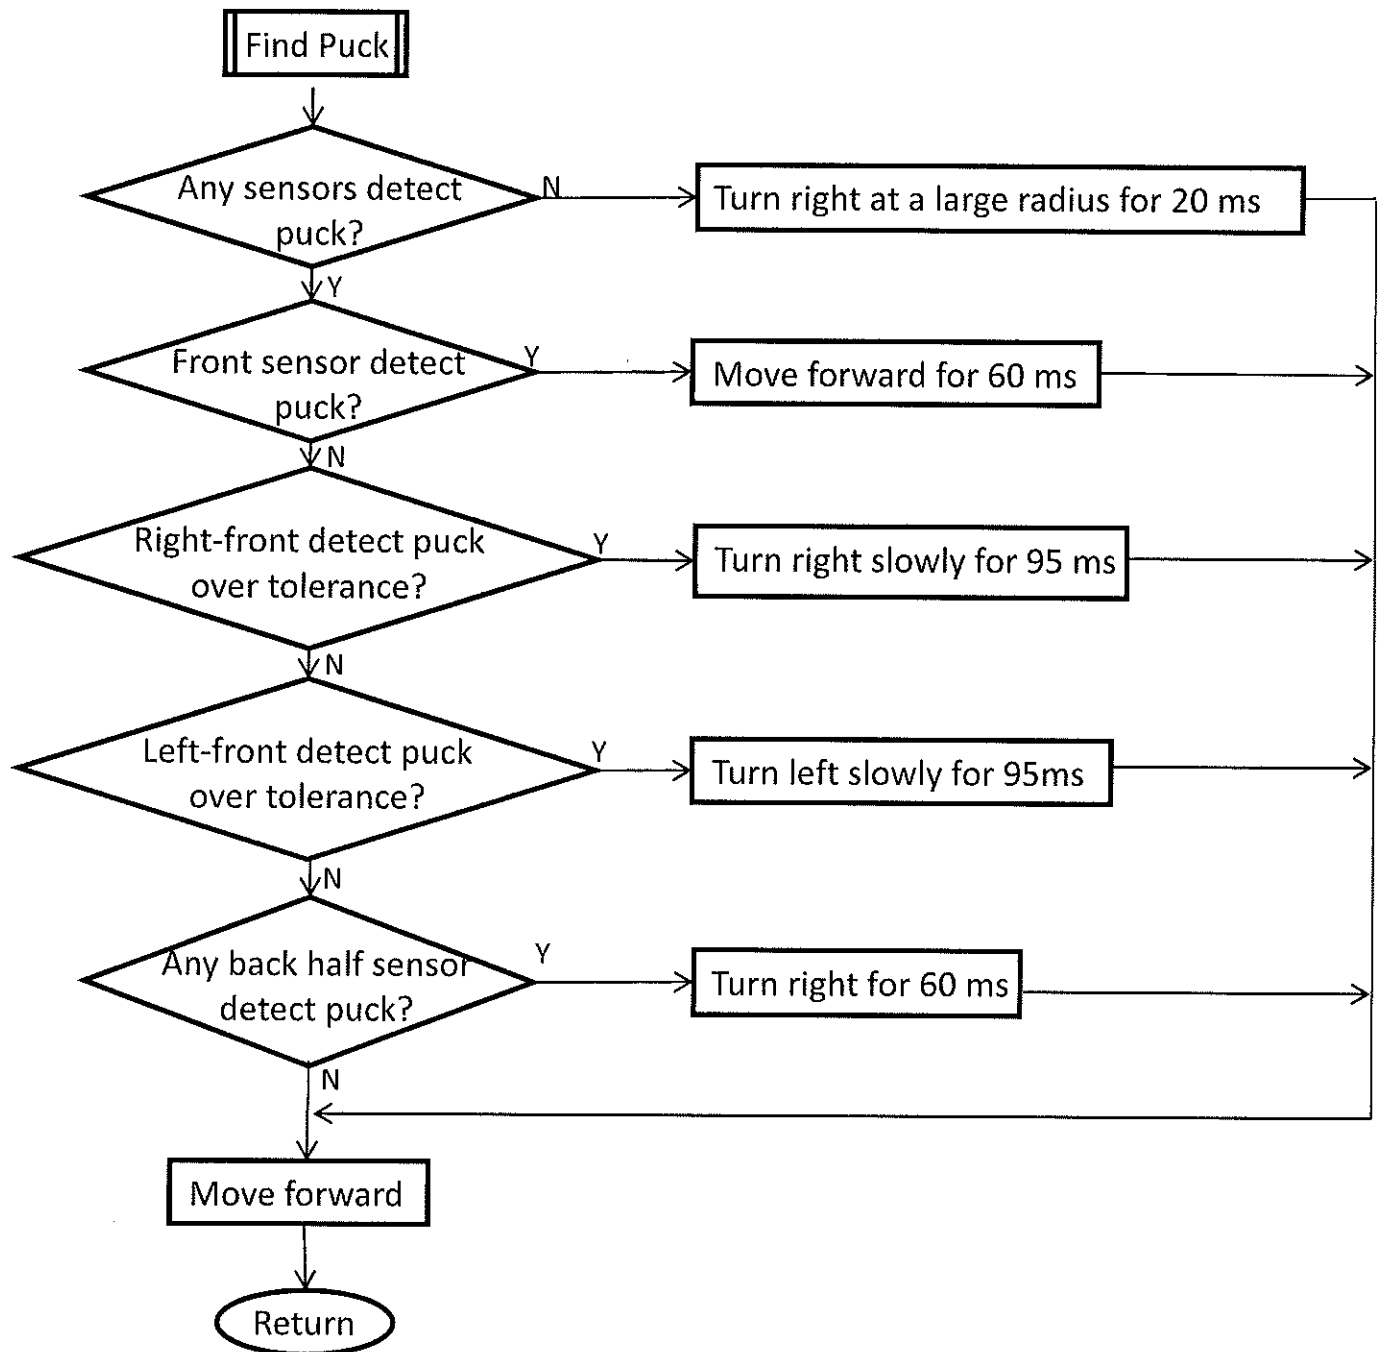 Find Puck
Any sensors detect
puck?
N
Turn right at a large radius for 20 ms
Y
Front sensor detect
puck?
Y
Move forward for 60 ms
N
Right-front detect puck
over tolerance?
Y
Turn right slowly for 95 ms
N
Left-front detect puck
over tolerance?
Y
Turn left slowly for 95ms
N
Any back half sensor
detect puck?
Y
Turn right for 60 ms
N
Move forward
Return